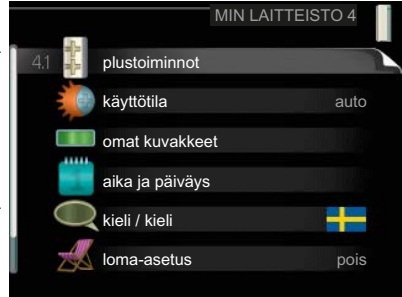 MIN LAITTEISTO 4
4.1 plustoiminnot
käyttötila auto
omat kuvakkeet
aika ja päiväys
kieli / kieli
loma-asetus pois